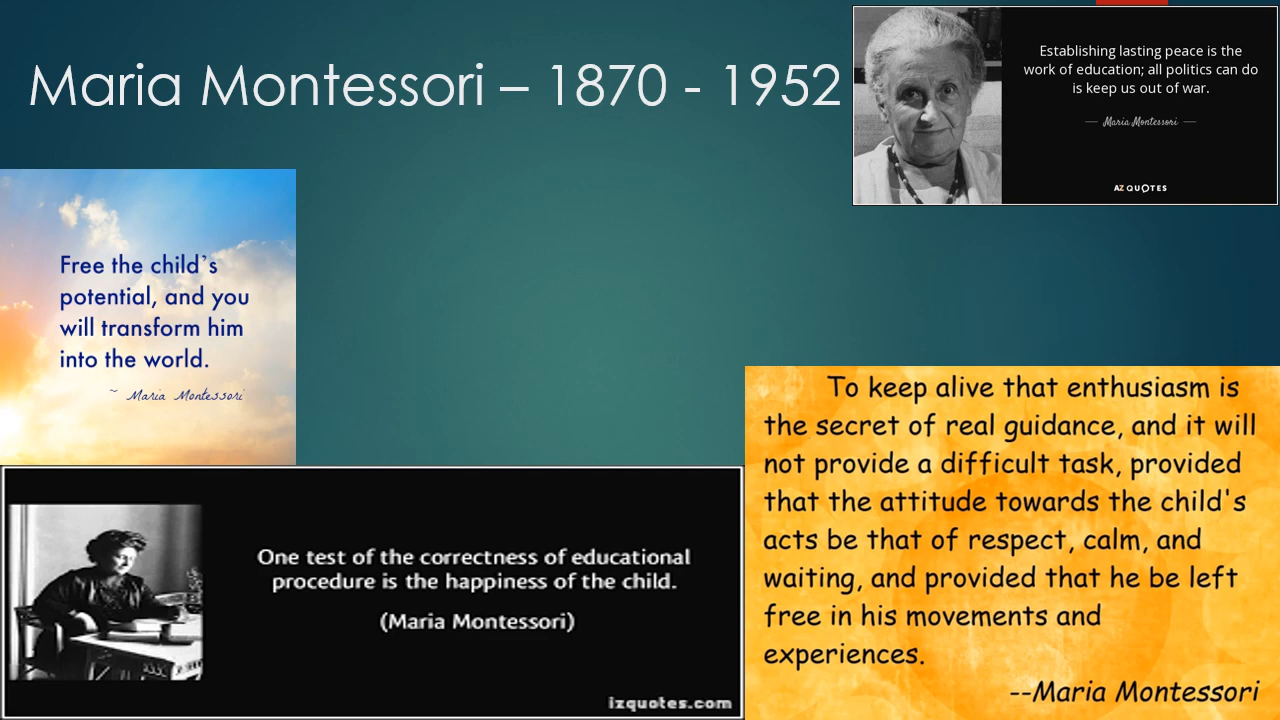 Maria Montessori – 1870 - 1952
Establishing lasting peace is the
work of education; all politics can do
is keep us out of war.
— Maria Montessori —
AZ QUOTES
Free the child’s
potential, and you
will transform him
into the world.
~ Maria Montessori
One test of the correctness of educational
procedure is the happiness of the child.
(Maria Montessori)
izquotes.com
To keep alive that enthusiasm is
the secret of real guidance, and it will
not provide a difficult task, provided
that the attitude towards the child's
acts be that of respect, calm, and
waiting, and provided that he be left
free in his movements and
experiences.
--Maria Montessori